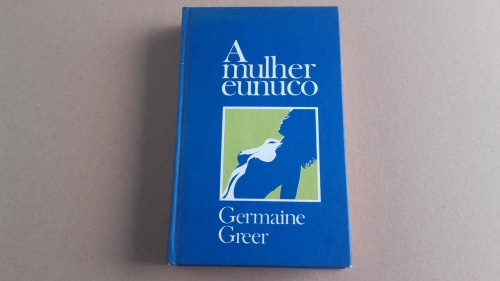 A
mulher
eunuco
Germaine
Greer